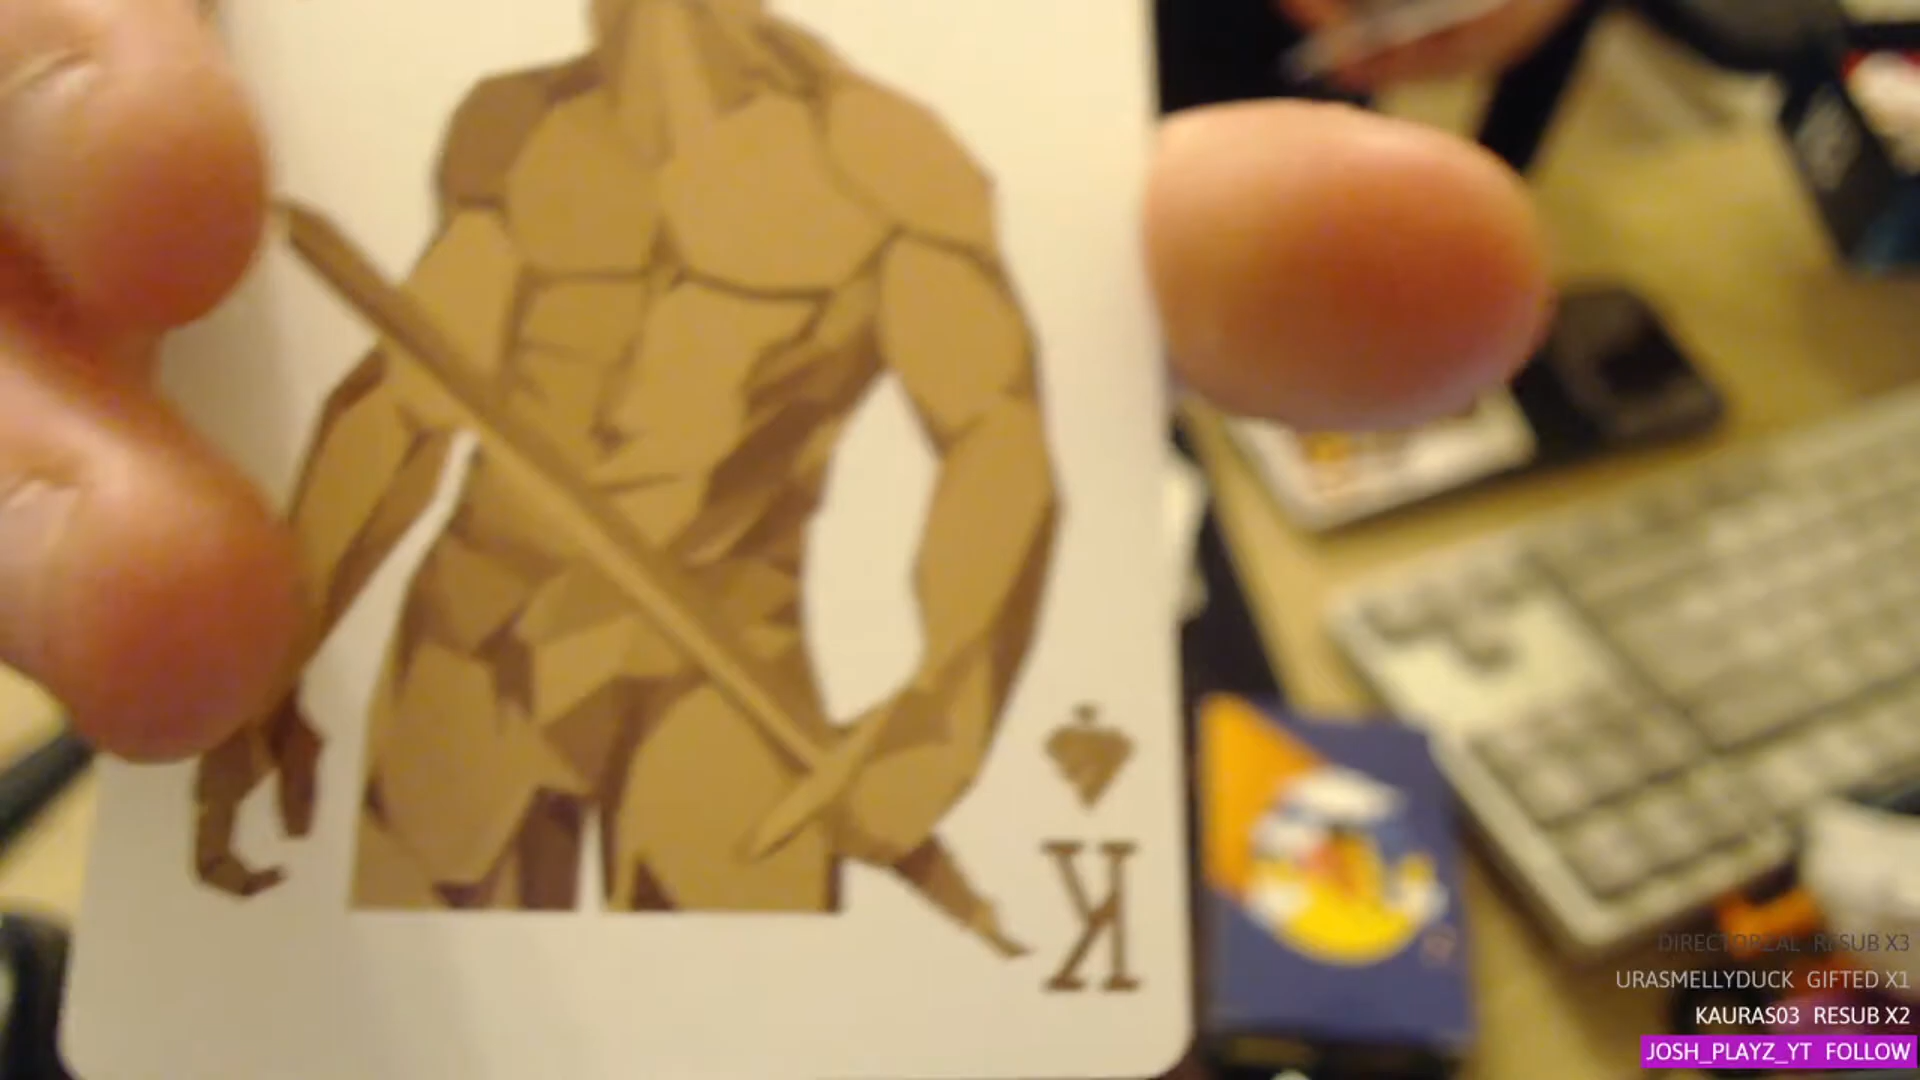 K
DIRECTORZAL RESUB X3
URASMELLYDUCK GIFTED X1
KAURAS03 RESUB X2
JOSH_PLAYZ_YT FOLLOW